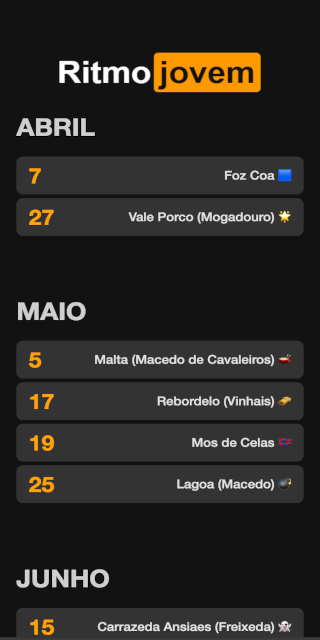 Ritmo jovem
ABRIL
7 Foz Coa 🟦
27 Vale Porco (Mogadouro) 🌟
MAIO
5 Malta (Macedo de Cavaleiros)
17 Rebordelo (Vinhais)
19 Mos de Celas
25 Lagoa (Macedo)
JUNHO
15 Carrazeda Ansiaes (Freixeda)